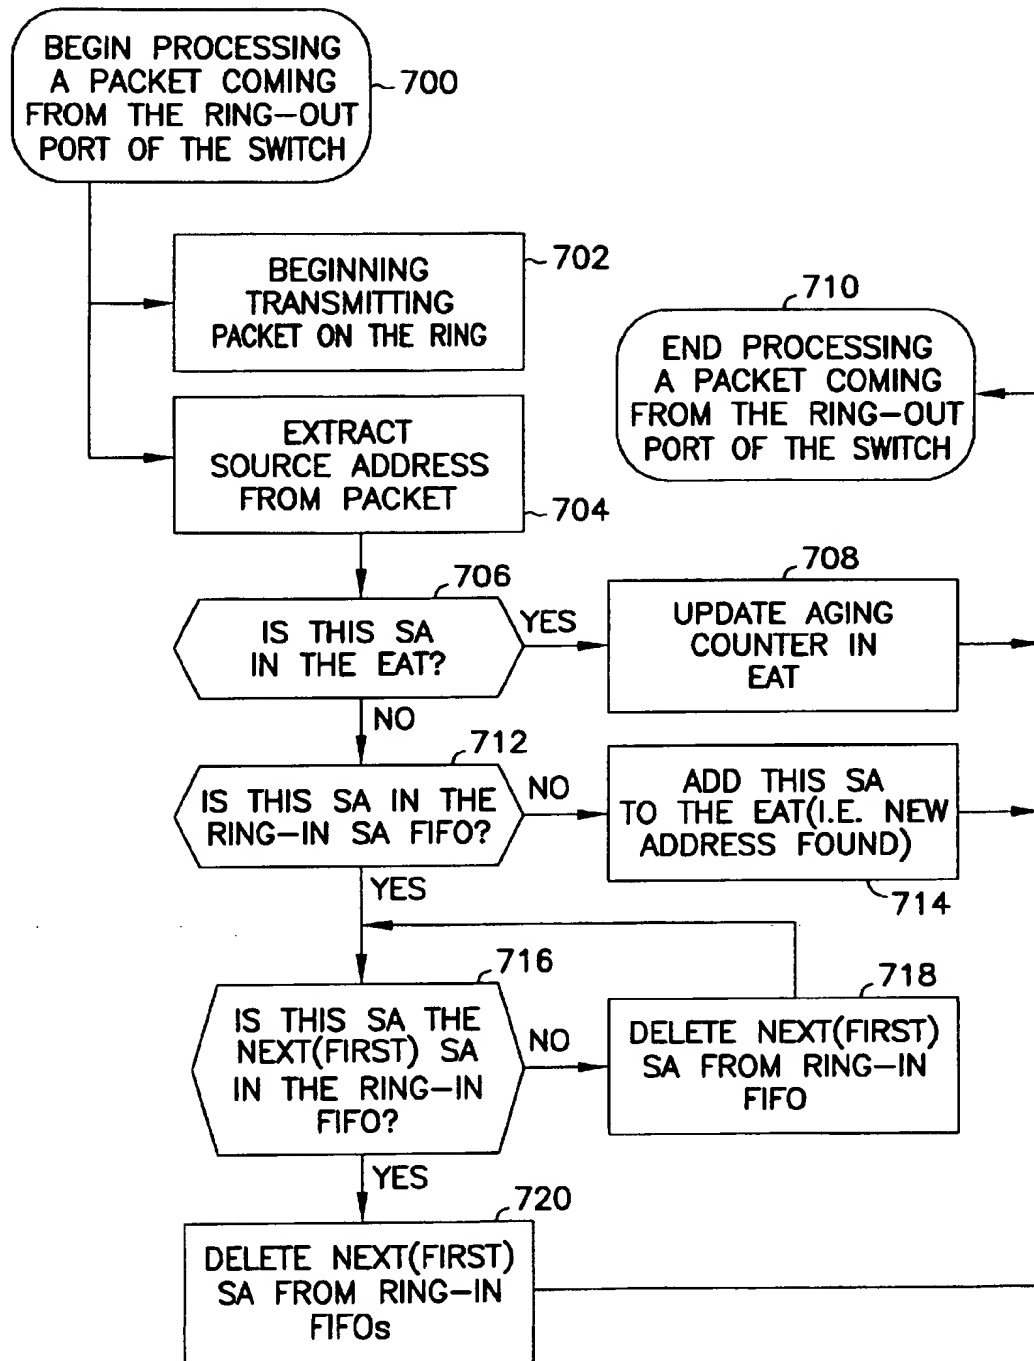 BEGIN PROCESSING
A PACKET COMING
FROM THE RING-OUT
PORT OF THE SWITCH
700
BEGINNING
TRANSMITTING
PACKET ON THE RING
702
710
END PROCESSING
A PACKET COMING
FROM THE RING-OUT
PORT OF THE SWITCH
EXTRACT
SOURCE ADDRESS
FROM PACKET
704
706
IS THIS SA
IN THE EAT?
YES
708
UPDATE AGING
COUNTER IN
EAT
NO
712
IS THIS SA IN THE
RING-IN SA FIFO?
NO
ADD THIS SA
TO THE EAT(I.E. NEW
ADDRESS FOUND)
714
YES
716
IS THIS SA THE
NEXT(FIRST) SA
IN THE RING-IN
FIFO?
NO
718
DELETE NEXT(FIRST)
SA FROM RING-IN
FIFO
YES
720
DELETE NEXT(FIRST)
SA FROM RING-IN
FIFOs